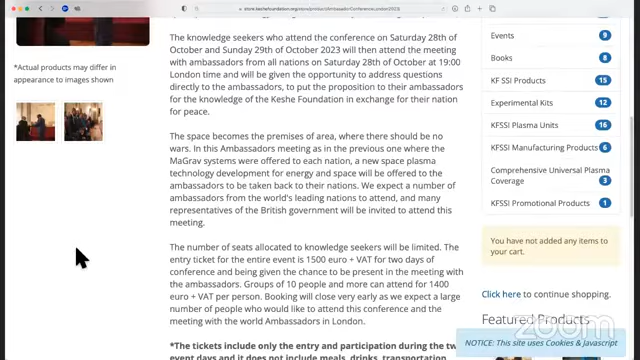 store.keshefoundation.org/store/product/AmbassadorConferenceLondon2023/
*Actual products may differ in
appearance to images shown
The knowledge seekers who attend the conference on Saturday 28th of
October and Sunday 29th of October 2023 will then attend the meeting
with ambassadors from all nations on Saturday 28th of October at 19:00
London time and will be given the opportunity to address questions
directly to the ambassadors, to put the proposition to their ambassadors
for the knowledge of the Keshe Foundation in exchange for their nation
for peace.
The space becomes the premises of area, where there should be no
wars. In this Ambassadors meeting as in the previous one where the
MaGrav systems were offered to each nation, a new space plasma
technology development for energy and space will be offered to the
ambassadors to be taken back to their nations. We expect a number of
ambassadors from the world's leading nations to attend, and many
representatives of the British government will be invited to attend this
meeting.
The number of seats allocated to knowledge seekers will be limited. The
entry ticket for the entire event is 1500 euro + VAT for two days of
conference and being given the chance to be present in the meeting with
the ambassadors. Groups of 10 people and more can attend for 1400
euro + VAT per person. Booking will close very early as we expect a large
number of people who would like to attend this conference and the
meeting with the world Ambassadors in London.
*The tickets include only the entry and participation during the two
event days and it does not include meals, drinks, transportation
Events 9
Books 8
KF SSI Products 15
Experimental Kits 12
KFSSI Plasma Units 16
KFSSI Manufacturing Products 6
Comprehensive Universal Plasma
Coverage 3
KFSSI Promotional Products 1
You have not added any items to
your cart.
Click here to continue shopping.
Featured Products
NOTICE: This site uses Cookies & Javascript
zoom